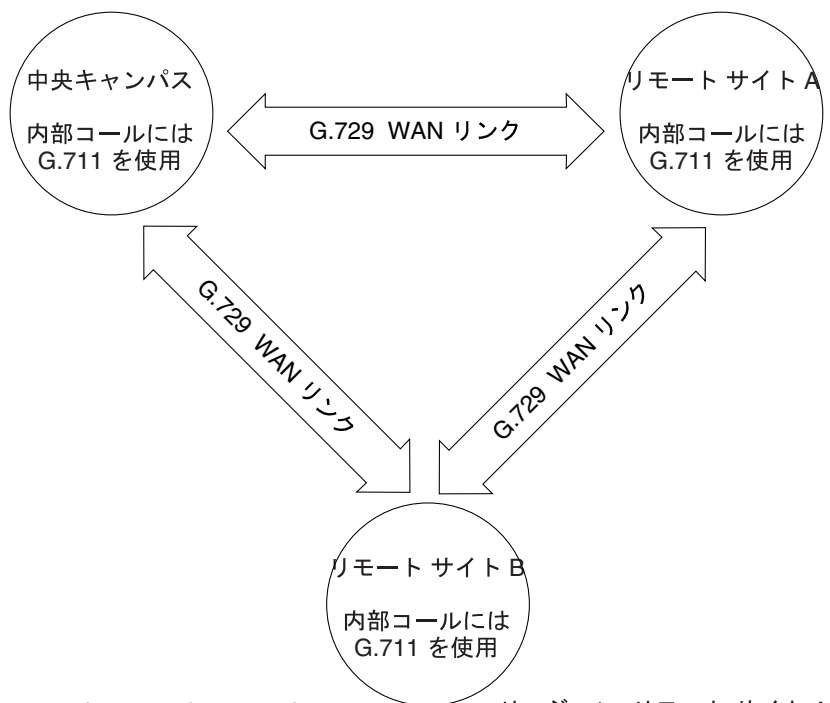 中央キャンパス
内部コールには
G.711 を使用
G.729 WAN リンク
リモート サイト A
内部コールには
G.711 を使用
G.729 WAN リンク
G.729 WAN リンク
リモート サイト B
内部コールには
G.711 を使用